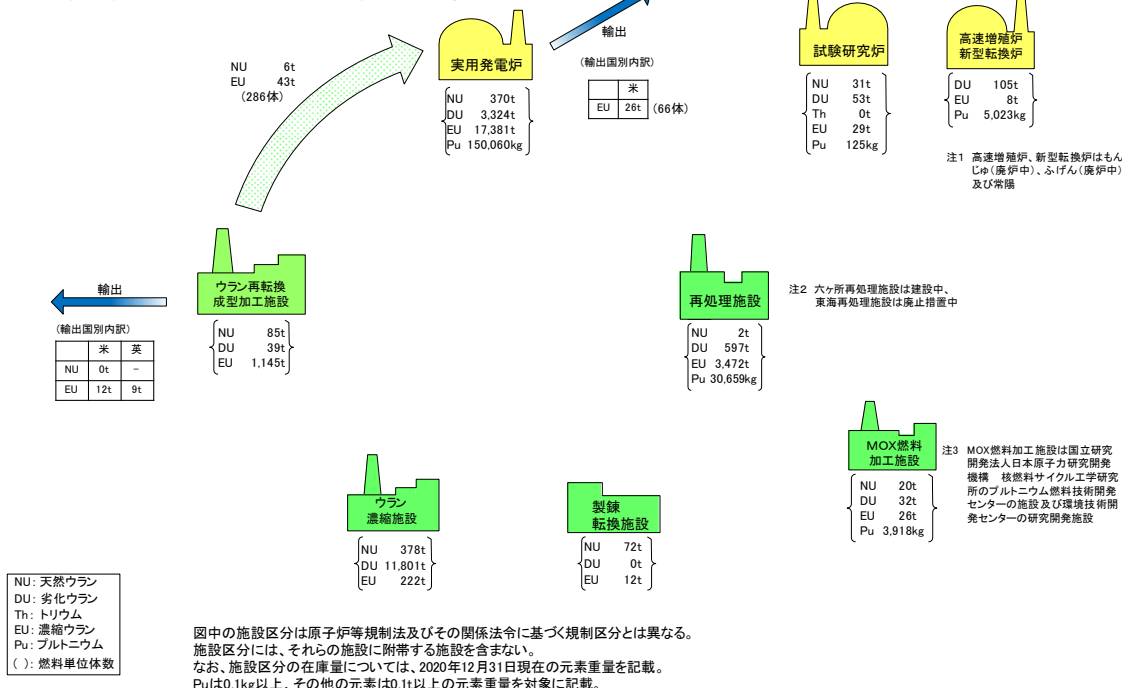 輸出
実用発電炉
試験研究炉
高速増殖炉
新型転換炉
NU 6t
EU 43t
(286体)
(輸出国別内訳)
米
EU 26t (66体)
NU 370t
DU 3,324t
EU 17,381t
Pu 150,060kg
NU 31t
DU 53t
Th 0t
EU 29t
Pu 125kg
DU 105t
EU 8t
Pu 5,023kg
注1 高速増殖炉、新型転換炉はもん
じゅ(廃炉中)、ふげん(廃炉中)
及び常陽
輸出
ウラン再転換
成型加工施設
(輸出国別内訳)
米 英
NU 0t -
EU 12t 9t
NU 85t
DU 39t
EU 1,145t
再処理施設
注2 六ヶ所再処理施設は建設中、
東海再処理施設は廃止措置中
NU 2t
DU 597t
EU 3,472t
Pu 30,659kg
MOX燃料
加工施設
注3 MOX燃料加工施設は国立研究
開発法人日本原子力研究開発
機構 核燃料サイクル工学研究
所のプルトニウム燃料技術開発
センターの施設及び環境技術開
発センターの研究開発施設
NU 20t
DU 32t
EU 26t
Pu 3,918kg
ウラン
濃縮施設
NU 378t
DU 11,801t
EU 222t
製錬
転換施設
NU 72t
DU 0t
EU 12t
NU: 天然ウラン
DU: 劣化ウラン
Th: トリウム
EU: 濃縮ウラン
Pu: プルトニウム
( ): 燃料単位体数
図中の施設区分は原子炉等規制法及びその関係法令に基づく規制区分とは異なる。
施設区分には、それらの施設に附帯する施設を含まない。
なお、施設区分の在庫量については、2020年12月31日現在の元素重量を記載。
Puは0.1kg以上、その他の元素は0.1t以上の元素重量を対象に記載。